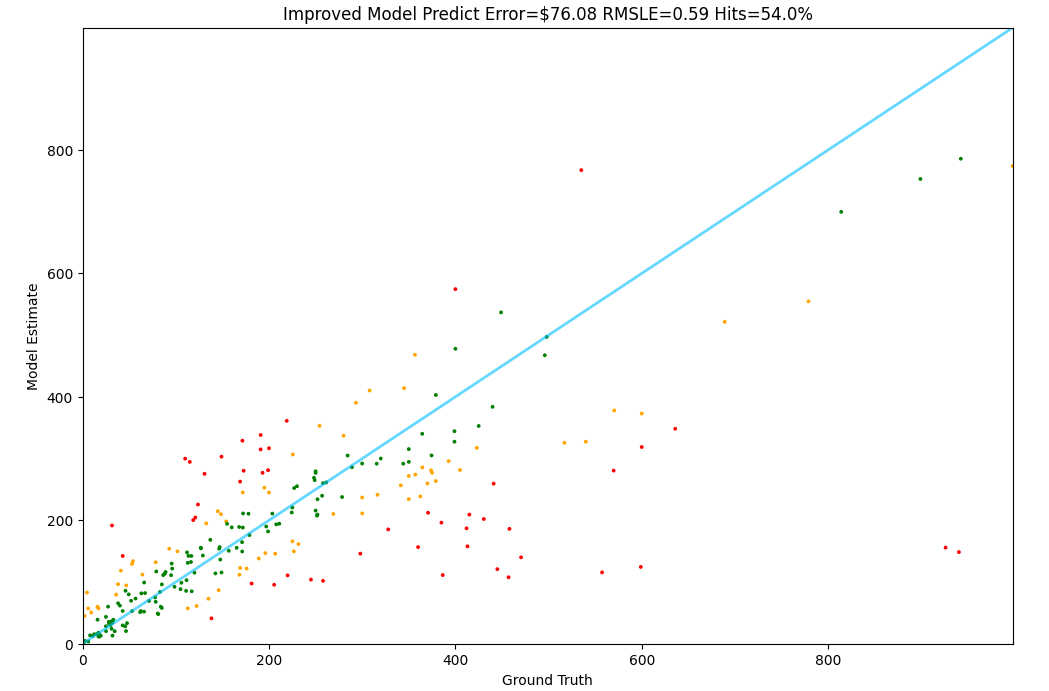 Improved Model Predict Error=$76.08 RMSLE=0.59 Hits=54.0%
800
600
400
200
0
Model Estimate
0 200 400 600 800
Ground Truth